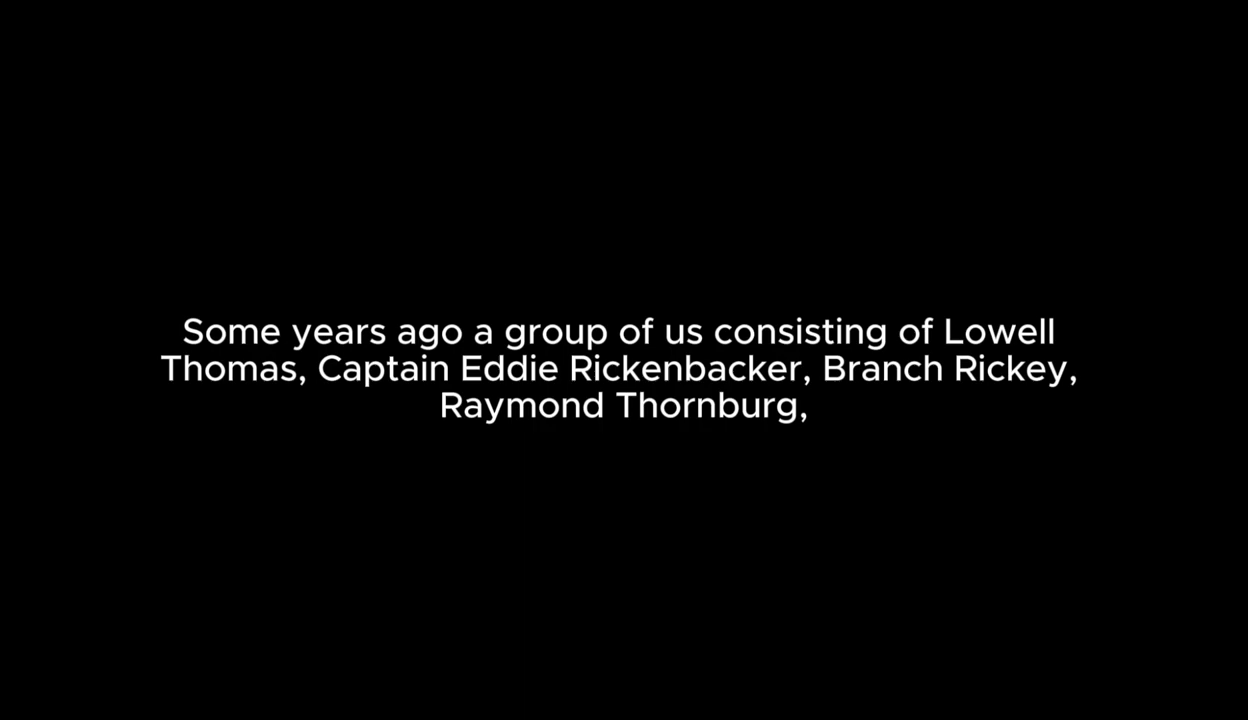 Some years ago a group of us consisting of Lowell
Thomas, Captain Eddie Rickenbacker, Branch Rickey,
Raymond Thornburg,